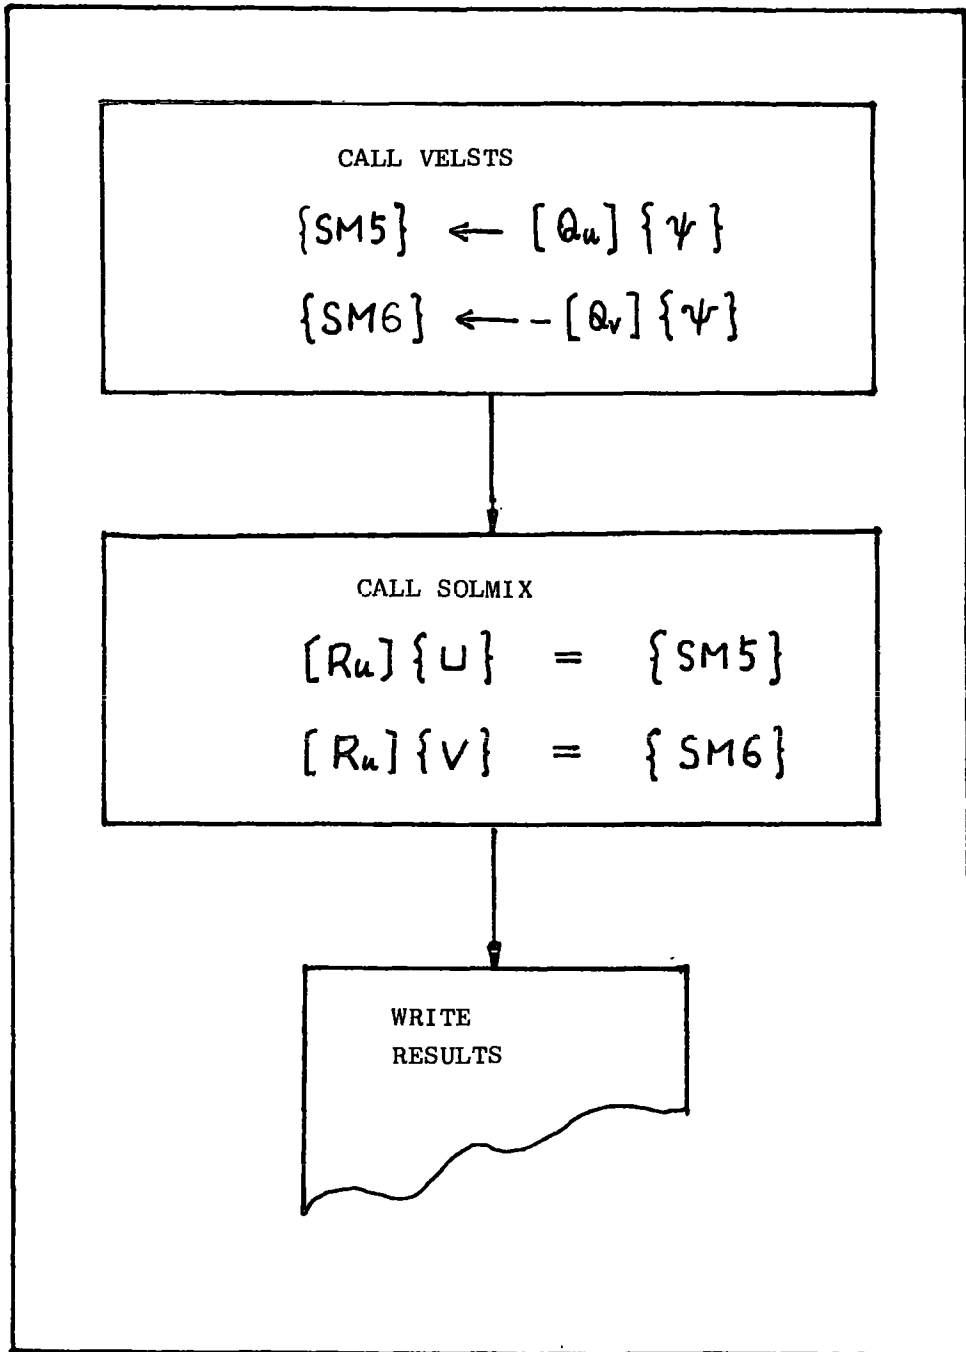 CALL VELSTS
{SM5} ← [Qu] {ψ}
{SM6} ← - [Qv] {ψ}
CALL SOLMIX
[Ru] {U} = {SM5}
[Ru] {V} = {SM6}
WRITE
RESULTS